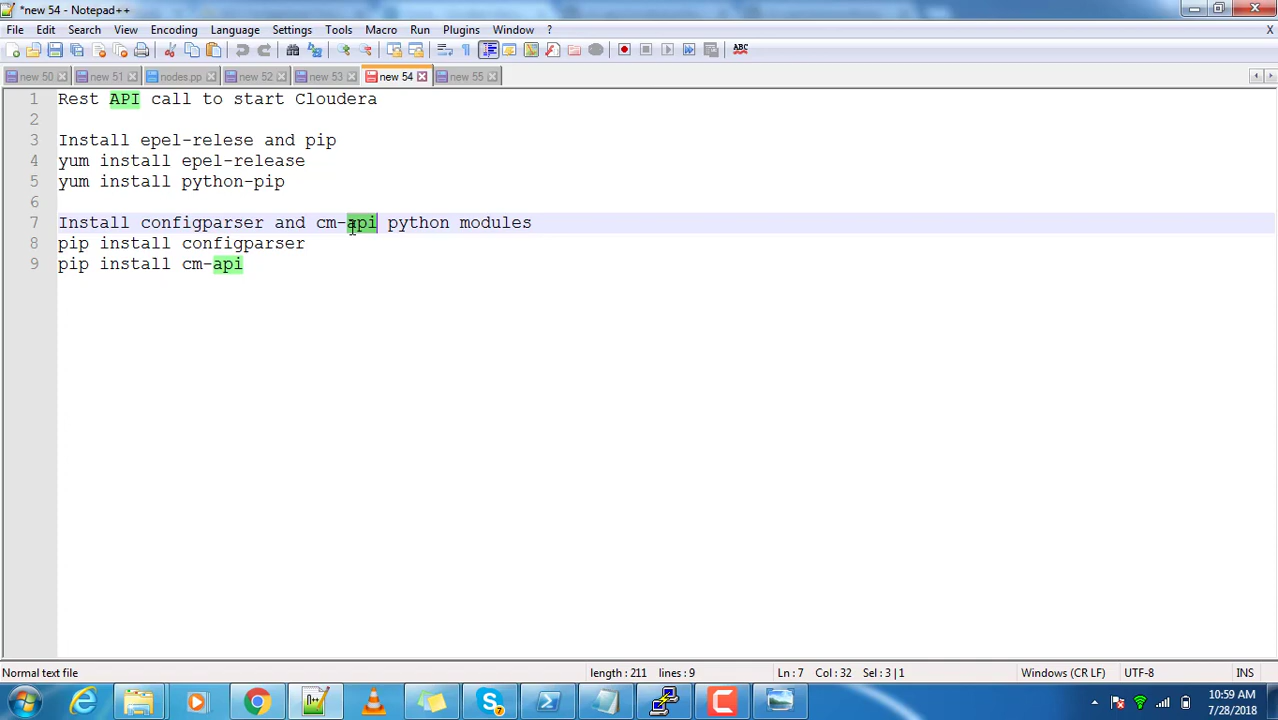 *new 54 - Notepad++
File Edit Search View Encoding Language Settings Tools Macro Run Plugins Window ? X
ABC
new 50 new 51 nodes.pp new 52 new 53 new 54 new 55
1 Rest API call to start Cloudera
2
3 Install epel-relese and pip
4 yum install epel-release
5 yum install python-pip
6
7 Install configparser and cm-api python modules
8 pip install configparser
9 pip install cm-api
Normal text file length : 211 lines : 9 Ln : 7 Col : 32 Sel : 3 | 1 Windows (CR LF) UTF-8 INS
10:59 AM
7/28/2018